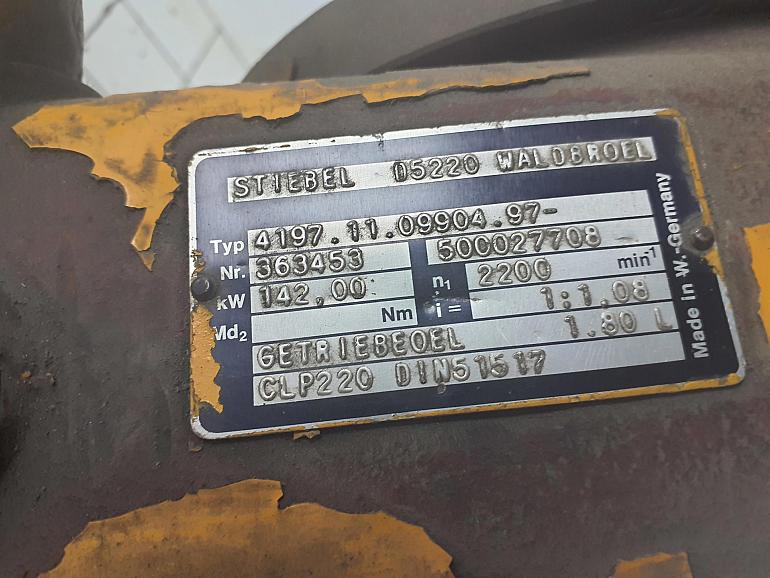 STIEBEL D5220 WALDBROEL
Typ 4197.11.09904.97-
Nr. 363453 500027708
kW 142,00 n₁ 2200 min⁻¹
Md₂ Nm i = 1:1,08
GETRIEBEOEL 1.80 L
CLP220 DIN51517
Made in W.-Germany